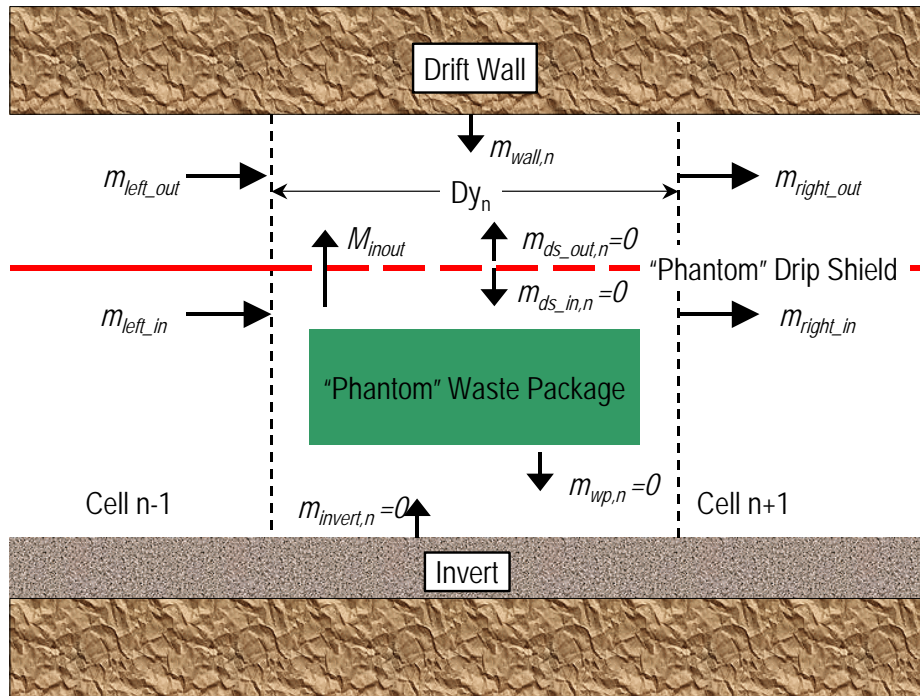 Drift Wall
m_wall,n
m_left_out
m_right_out
Dy_n
M_inout
m_ds_out,n=0
“Phantom” Drip Shield
m_ds_in,n=0
m_left_in
m_right_in
“Phantom” Waste Package
m_wp,n=0
Cell n-1
m_invert,n=0
Cell n+1
Invert